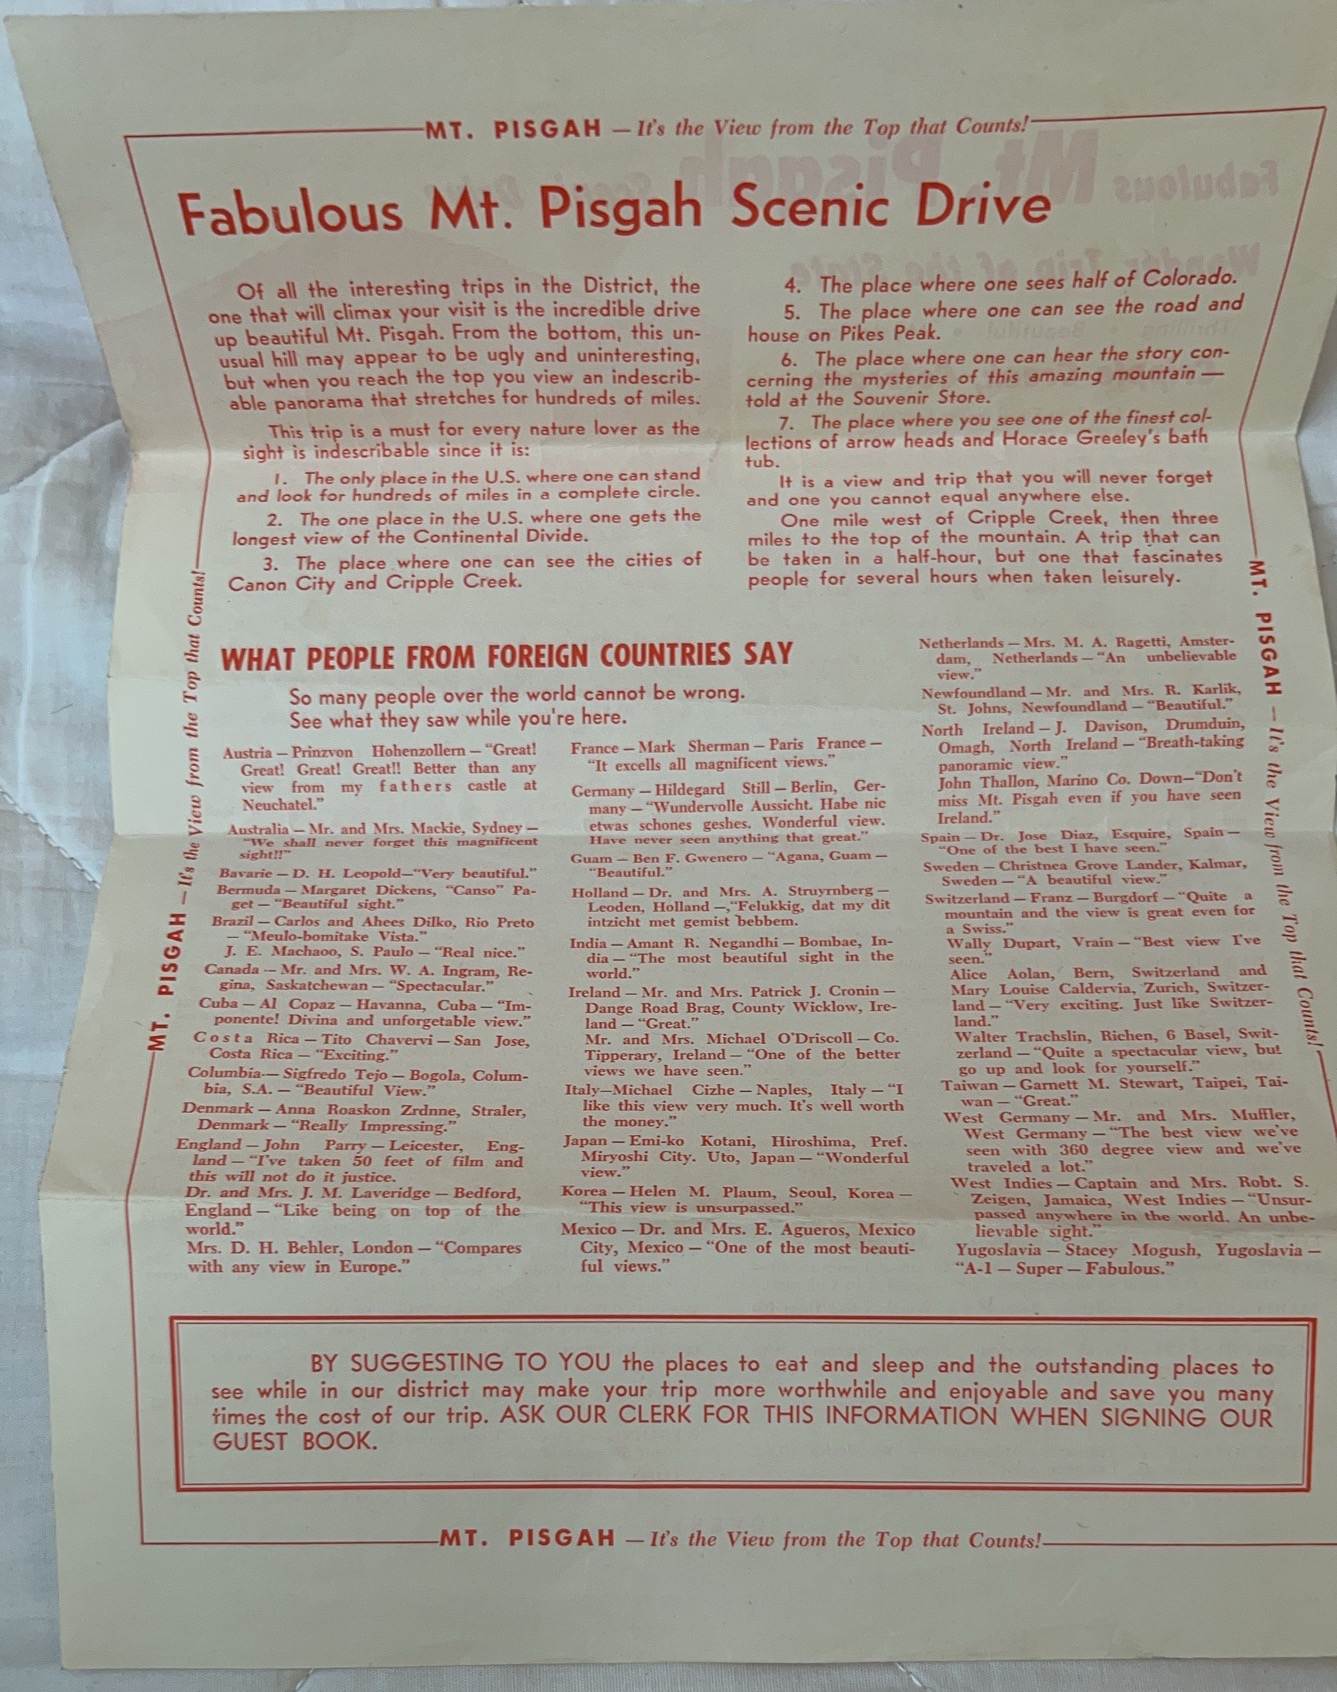 MT. PISGAH — It's the View from the Top that Counts!
Fabulous Mt. Pisgah Scenic Drive
Of all the interesting trips in the District, the
one that will climax your visit is the incredible drive
up beautiful Mt. Pisgah. From the bottom, this un-
usual hill may appear to be ugly and uninteresting,
but when you reach the top you view an indescrib-
able panorama that stretches for hundreds of miles.
This trip is a must for every nature lover as the
sight is indescribable since it is:
1. The only place in the U.S. where one can stand
and look for hundreds of miles in a complete circle.
2. The one place in the U.S. where one gets the
longest view of the Continental Divide.
3. The place where one can see the cities of
Canon City and Cripple Creek.
4. The place where one sees half of Colorado.
5. The place where one can see the road and
house on Pikes Peak.
6. The place where one can hear the story con-
cerning the mysteries of this amazing mountain —
told at the Souvenir Store.
7. The place where you see one of the finest col-
lections of arrow heads and Horace Greeley's bath
tub.
It is a view and trip that you will never forget
and one you cannot equal anywhere else.
One mile west of Cripple Creek, then three
miles to the top of the mountain. A trip that can
be taken in a half-hour, but one that fascinates
people for several hours when taken leisurely.
WHAT PEOPLE FROM FOREIGN COUNTRIES SAY
So many people over the world cannot be wrong.
See what they saw while you're here.
Austria — Prinzvon Hohenzollern — "Great!
Great! Great! Great!! Better than any
view from my fathers castle at
Neuchatel."
Australia — Mr. and Mrs. Mackie, Sydney —
"We shall never forget this magnificent
sight!!"
Bavarie — D. H. Leopold—"Very beautiful."
Bermuda — Margaret Dickens, "Canso" Pa-
get — "Beautiful sight."
Brazil — Carlos and Ahees Dilko, Rio Preto
— "Meulo-bomitake Vista."
J. E. Machaoo, S. Paulo — "Real nice."
Canada — Mr. and Mrs. W. A. Ingram, Re-
gina, Saskatchewan — "Spectacular."
Cuba — Al Copaz — Havanna, Cuba — "Im-
ponente! Divina and unforgetable view."
Costa Rica — Tito Chavervi — San Jose,
Costa Rica — "Exciting."
Columbia— Sigfredo Tejo — Bogola, Colum-
bia, S.A. — "Beautiful View."
Denmark — Anna Roaskon Zrdnne, Straler,
Denmark — "Really Impressing."
England — John Parry — Leicester, Eng-
land — "I've taken 50 feet of film and
this will not do it justice.
Dr. and Mrs. J. M. Laveridge — Bedford,
England — "Like being on top of the
world."
Mrs. D. H. Behler, London — "Compares
with any view in Europe."
France — Mark Sherman — Paris France —
"It excells all magnificent views."
Germany — Hildegard Still — Berlin, Ger-
many — "Wundervolle Aussicht. Habe nic
etwas schones geshes. Wonderful view.
Have never seen anything that great."
Guam — Ben F. Gwenero — "Agana, Guam —
"Beautiful."
Holland — Dr. and Mrs. A. Struyrnberg —
Leoden, Holland —,"Felukkig, dat my dit
intzicht met gemist bebbem.
India — Amant R. Negandhi — Bombae, In-
dia — "The most beautiful sight in the
world."
Ireland — Mr. and Mrs. Patrick J. Cronin —
Dange Road Brag, County Wicklow, Ire-
land — "Great."
Mr. and Mrs. Michael O'Driscoll — Co.
Tipperary, Ireland — "One of the better
views we have seen."
Italy—Michael Cizhe — Naples, Italy — "I
like this view very much. It's well worth
the money."
Japan — Emi-ko Kotani, Hiroshima, Pref.
Miryoshi City. Uto, Japan — "Wonderful
view."
Korea — Helen M. Plaum, Seoul, Korea —
"This view is unsurpassed."
Mexico — Dr. and Mrs. E. Agueros, Mexico
City, Mexico — "One of the most beauti-
ful views."
Netherlands — Mrs. M. A. Ragetti, Amster-
dam, Netherlands — "An unbelievable
view."
Newfoundland — Mr. and Mrs. R. Karlik,
St. Johns, Newfoundland — "Beautiful."
North Ireland — J. Davison, Drumduin,
Omagh, North Ireland — "Breath-taking
panoramic view."
John Thallon, Marino Co. Down—"Don't
miss Mt. Pisgah even if you have seen
Ireland."
Spain — Dr. Jose Diaz, Esquire, Spain —
"One of the best I have seen."
Sweden — Christnea Grove Lander, Kalmar,
Sweden — "A beautiful view."
Switzerland — Franz — Burgdorf — "Quite a
mountain and the view is great even for
a Swiss."
Wally Dupart, Vrain — "Best view I've
seen."
Alice Aolan, Bern, Switzerland and
Mary Louise Caldervia, Zurich, Switzer-
land — "Very exciting. Just like Switzer-
land."
Walter Trachslin, Richen, 6 Basel, Swit-
zerland — "Quite a spectacular view, but
go up and look for yourself."
Taiwan — Garnett M. Stewart, Taipei, Tai-
wan — "Great."
West Germany — Mr. and Mrs. Muffler,
West Germany — "The best view we've
seen with 360 degree view and we've
traveled a lot."
West Indies — Captain and Mrs. Robt. S.
Zeigen, Jamaica, West Indies — "Unsur-
passed anywhere in the world. An unbe-
lievable sight."
Yugoslavia — Stacey Mogush, Yugoslavia —
"A-1 — Super — Fabulous."
MT. PISGAH — It's the View from the Top that Counts!
MT. PISGAH — It's the View from the Top that Counts!
BY SUGGESTING TO YOU the places to eat and sleep and the outstanding places to
see while in our district may make your trip more worthwhile and enjoyable and save you many
times the cost of our trip. ASK OUR CLERK FOR THIS INFORMATION WHEN SIGNING OUR
GUEST BOOK.
MT. PISGAH — It's the View from the Top that Counts!